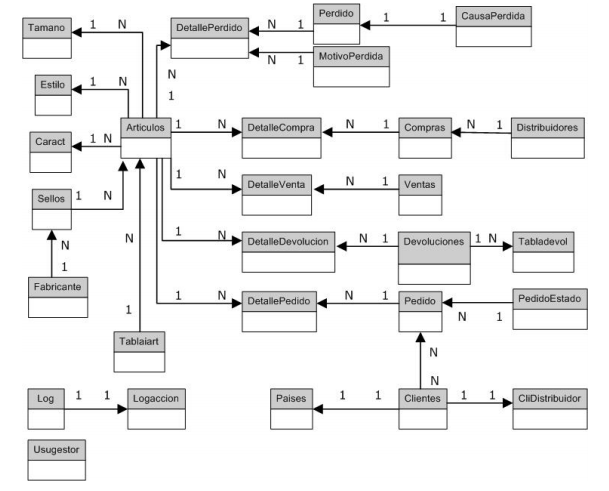 Tamano
1
N
DetallePerdido
N
1
Perdido
1
1
CausaPerdida
N
1
MotivoPerdida
Estilo
1
N
N
1
Articulos
1
N
DetalleCompra
N
1
Compras
N
1
Distribuidores
Caract
1
N
Sellos
1
N
1
N
DetalleVenta
N
1
Ventas
N
1
N
1
N
DetalleDevolucion
N
1
Devoluciones
1
N
Tabladevol
1
Fabricante
1
N
DetallePedido
N
1
Pedido
N
1
PedidoEstado
1
Tablaiart
N
N
Log
1
1
Logaccion
Paises
1
1
Clientes
1
1
CliDistribuidor
Usugestor